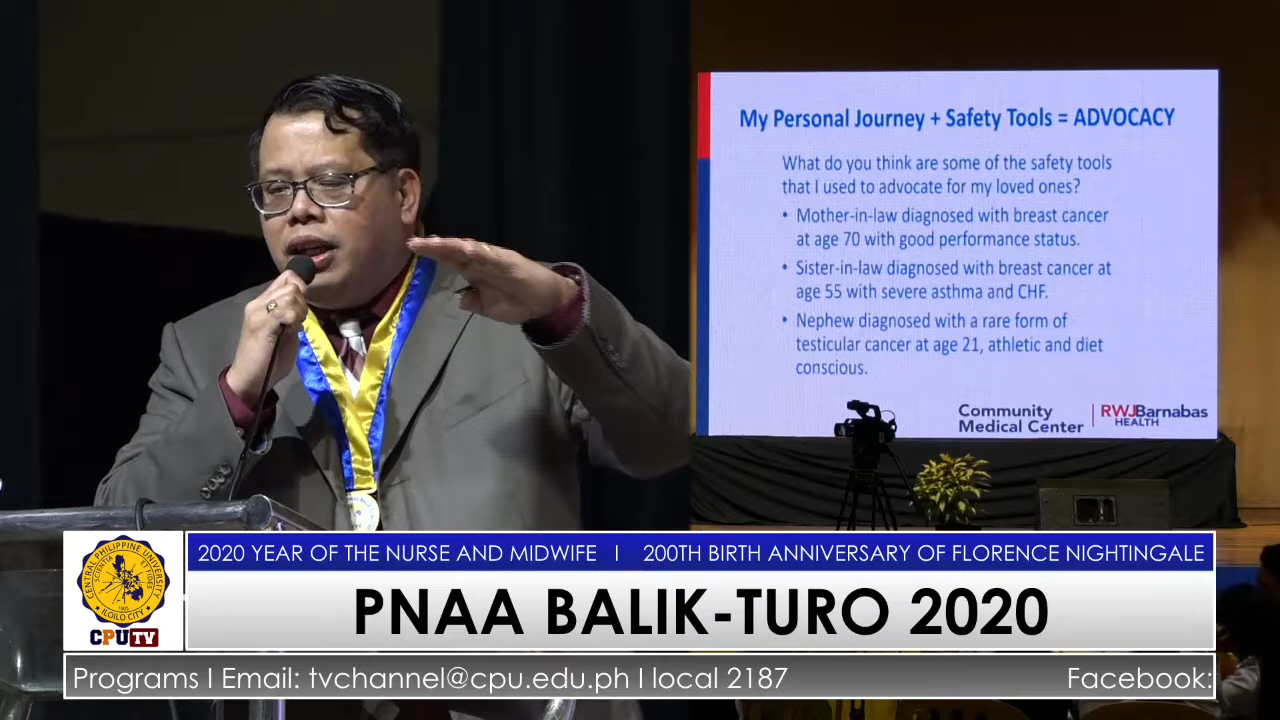 My Personal Journey + Safety Tools = ADVOCACY
What do you think are some of the safety tools
that I used to advocate for my loved ones?
• Mother-in-law diagnosed with breast cancer
at age 70 with good performance status.
• Sister-in-law diagnosed with breast cancer at
age 55 with severe asthma and CHF.
• Nephew diagnosed with a rare form of
testicular cancer at age 21, athletic and diet
conscious.
Community
Medical Center
RWJBarnabas
HEALTH
2020 YEAR OF THE NURSE AND MIDWIFE I 200TH BIRTH ANNIVERSARY OF FLORENCE NIGHTINGALE
PNAA BALIK-TURO 2020
CENTRAL PHILIPPINE UNIVERSITY
SCIENTIA ET FIDES
1905
ILOILO CITY
CPUTV
Programs I Email: tvchannel@cpu.edu.ph I local 2187
Facebook: